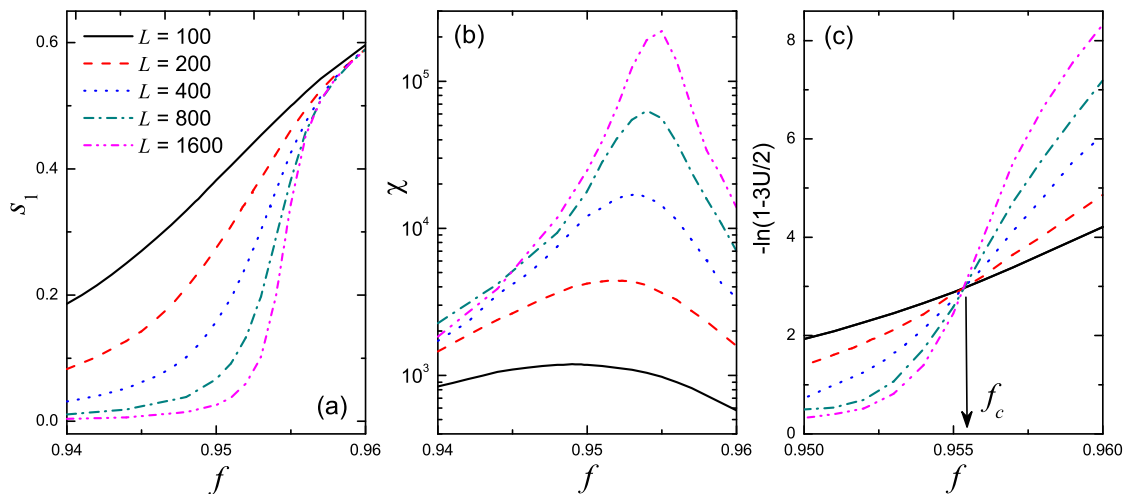 0.6
0.4
0.2
0.0
s1
L = 100
L = 200
L = 400
L = 800
L = 1600
(a)
0.94
0.95
0.96
f
(b)
10^5
10^4
10^3
χ
0.94
0.95
0.96
f
(c)
8
6
4
2
0
-ln(1-3U/2)
f_c
0.950
0.955
0.960
f